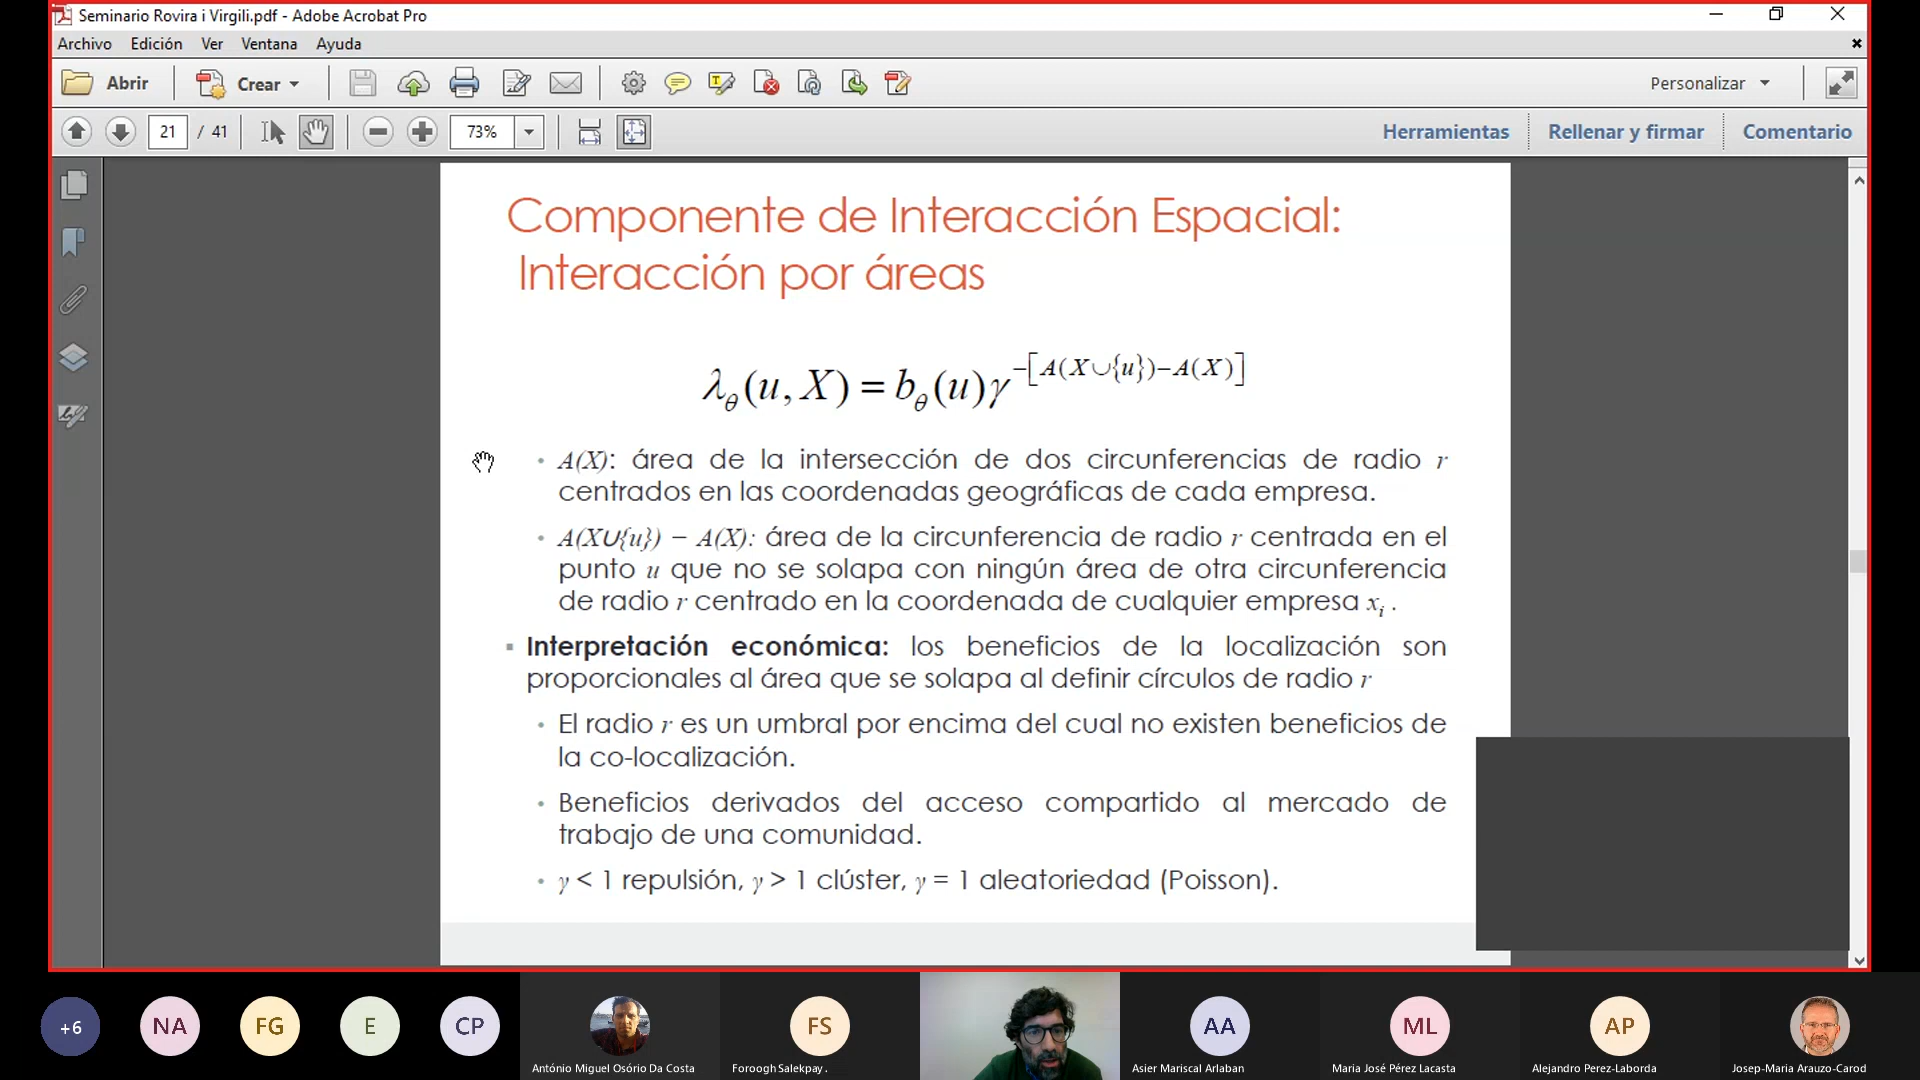 Seminario Rovira i Virgili.pdf - Adobe Acrobat Pro
Archivo Edición Ver Ventana Ayuda
Abrir Crear Personalizar
21 / 41 73% Herramientas Rellenar y firmar Comentario
Componente de Interacción Espacial:
Interacción por áreas
λθ(u, X) = bθ(u)γ^−[A(X∪{u})−A(X)]
• A(X): área de la intersección de dos circunferencias de radio r
centrados en las coordenadas geográficas de cada empresa.
• A(X∪{u}) − A(X): área de la circunferencia de radio r centrada en el
punto u que no se solapa con ningún área de otra circunferencia
de radio r centrado en la coordenada de cualquier empresa xi .
▪ Interpretación económica: los beneficios de la localización son
proporcionales al área que se solapa al definir círculos de radio r
• El radio r es un umbral por encima del cual no existen beneficios de
la co-localización.
• Beneficios derivados del acceso compartido al mercado de
trabajo de una comunidad.
• γ < 1 repulsión, γ > 1 clúster, γ = 1 aleatoriedad (Poisson).
+6 NA FG E CP FS AA ML AP
António Miguel Osório Da Costa Foroogh Salekpay . Asier Mariscal Arlaban Maria José Pérez Lacasta Alejandro Perez-Laborda Josep-Maria Arauzo-Carod